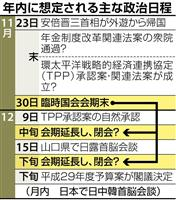 年内に想定される主な政治日程
11月
23日 安倍晋三首相が外遊から帰国
末
年金制度改革関連法案の衆院
通過?
環太平洋戦略的経済連携協定
(TPP)承認案・関連法案が成
立?
30日 臨時国会会期末
12
9日 TPP承認案の自然承認
中旬 会期延長し、閉会?
15日 山口県で日露首脳会談
下旬 会期延長し、閉会?
下旬 平成29年度予算案が閣議決定
(月内 日本で日中韓首脳会談)